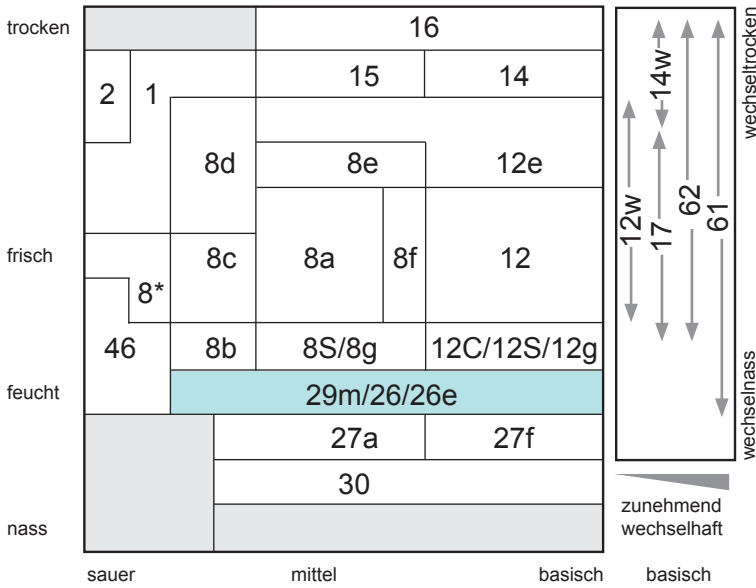 trocken
16
15 14
2 1
8d 8e 12e
frisch
8c 8a 8f 12
8*
46 8b 8S/8g 12C/12S/12g
feucht
29m/26/26e
27a 27f
30
nass
sauer mittel basisch
12w 14w 17 62 61
wechseltrocken
wechselnass
zunehmend
wechselhaft
basisch